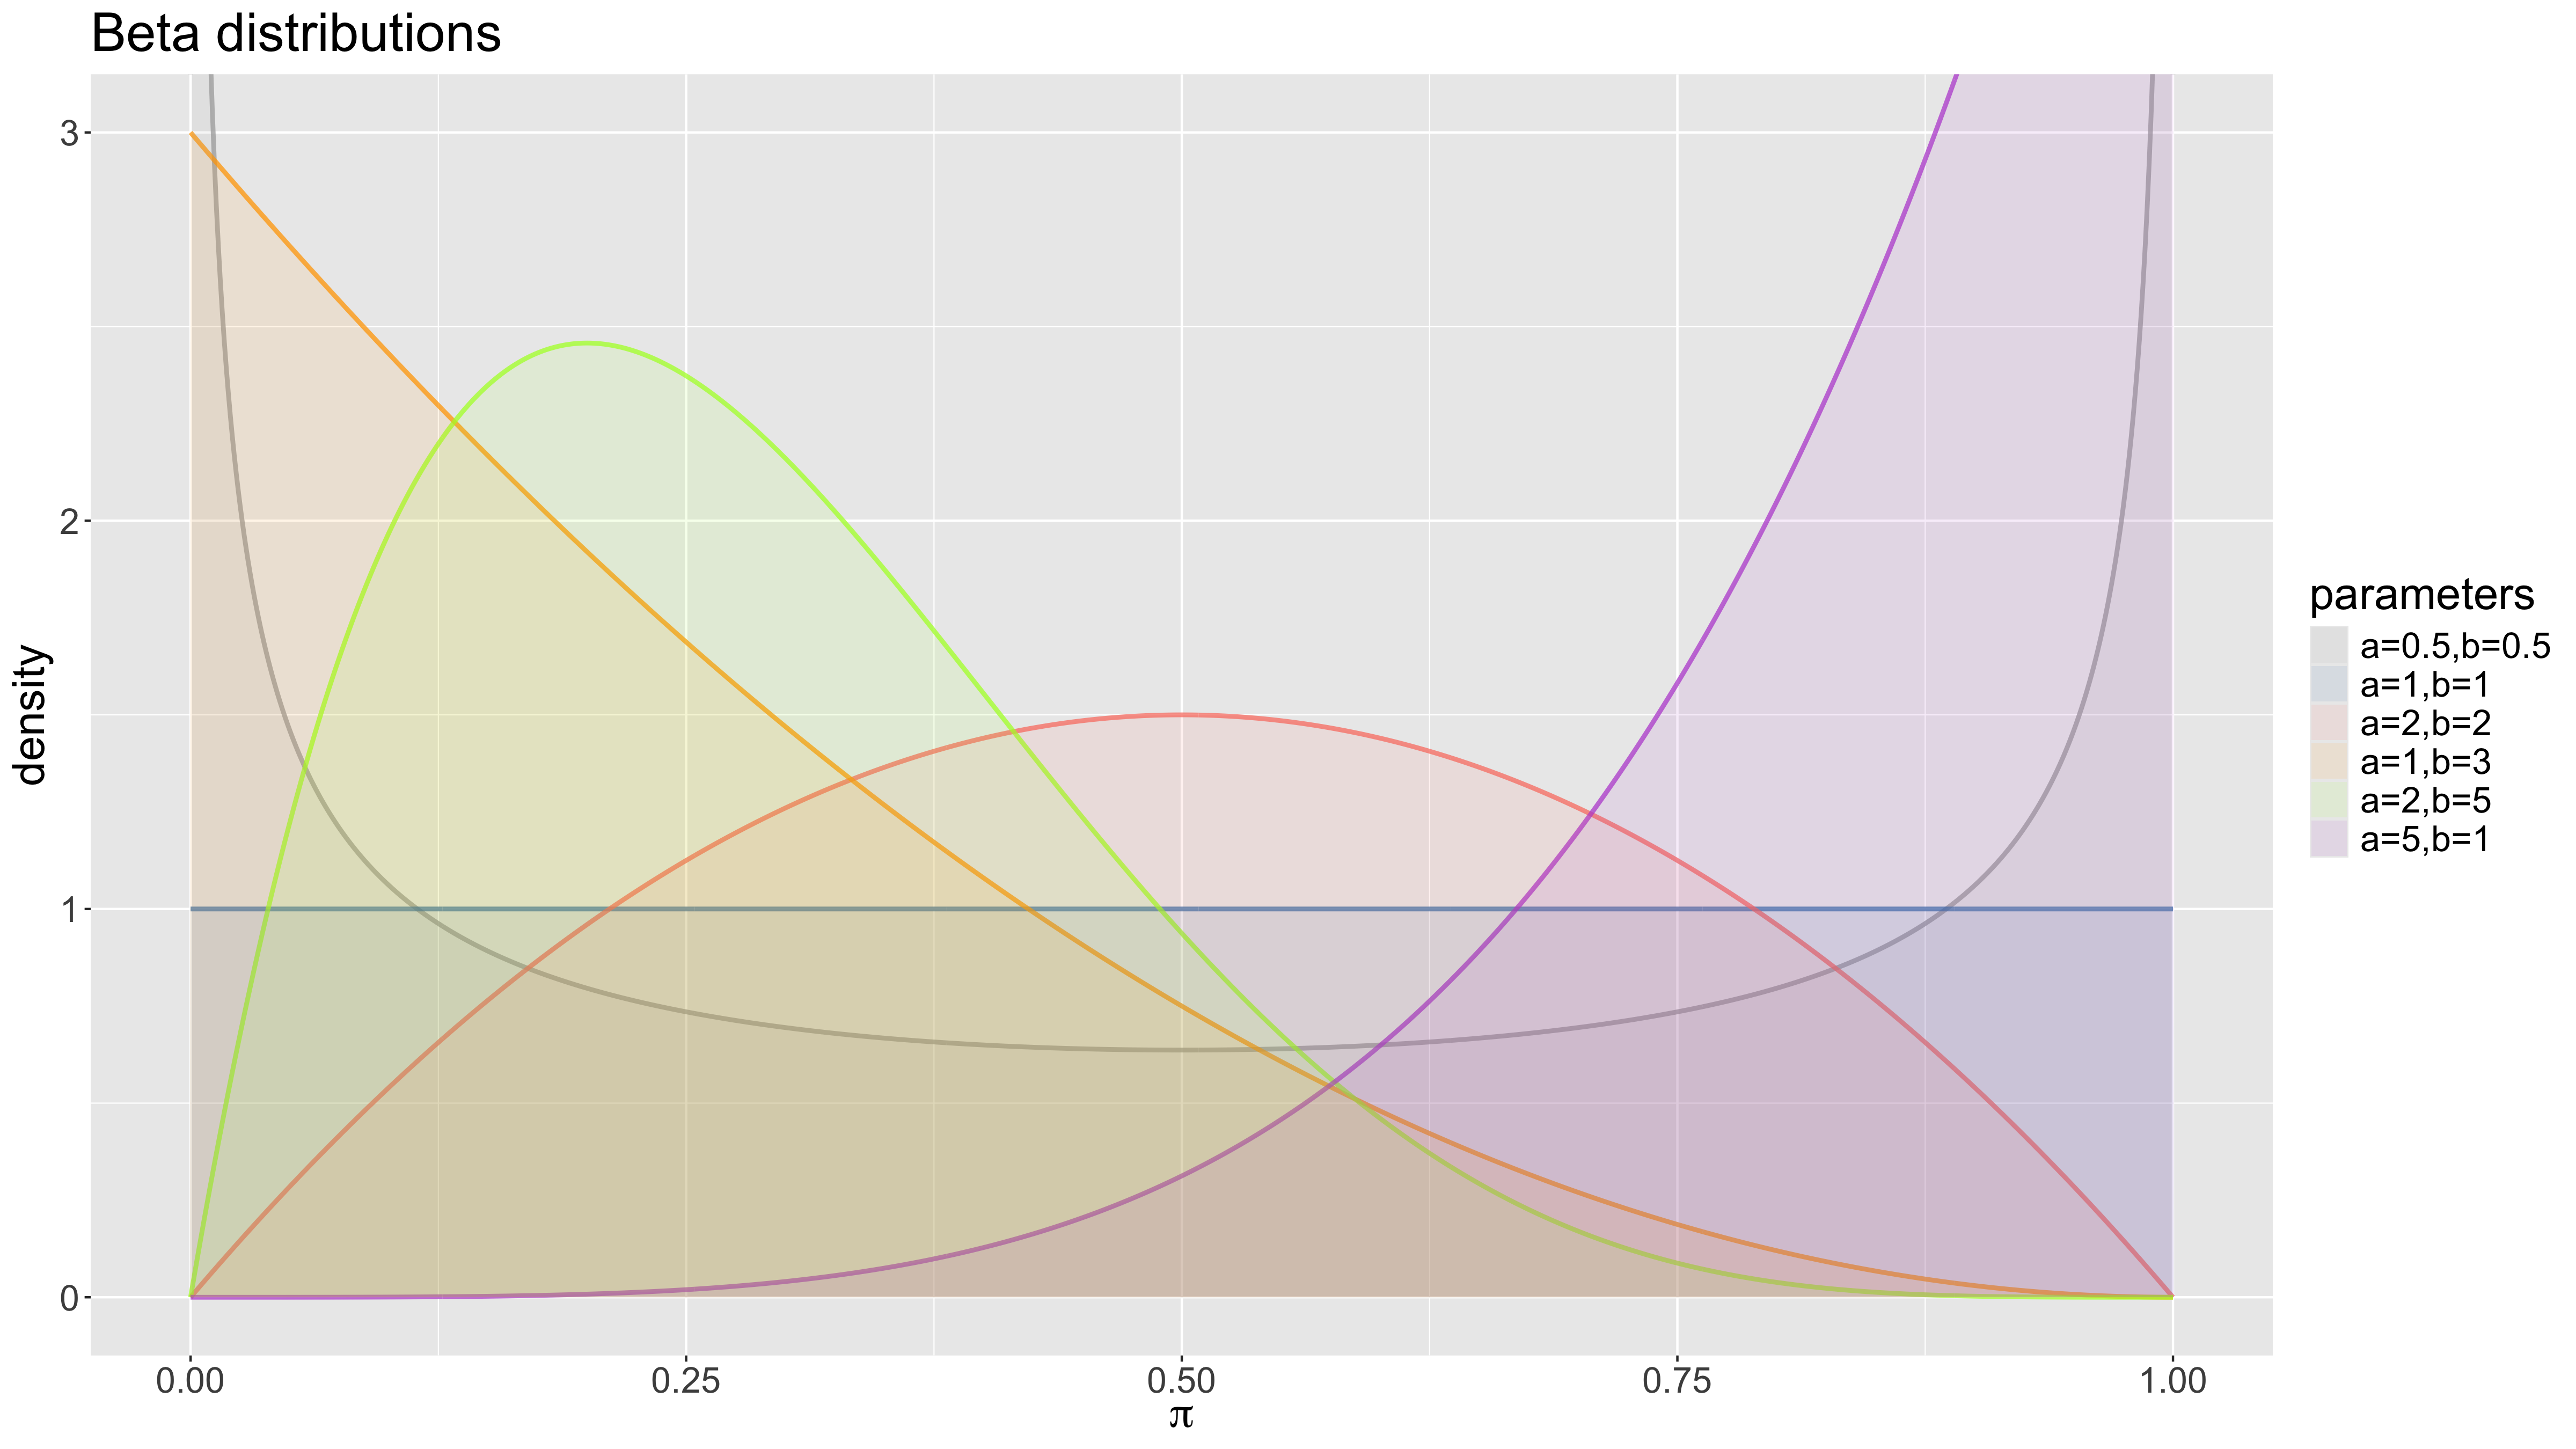 Beta distributions
3
2
1
0
density
0.00 0.25 0.50 0.75 1.00
π
parameters
a=0.5,b=0.5
a=1,b=1
a=2,b=2
a=1,b=3
a=2,b=5
a=5,b=1